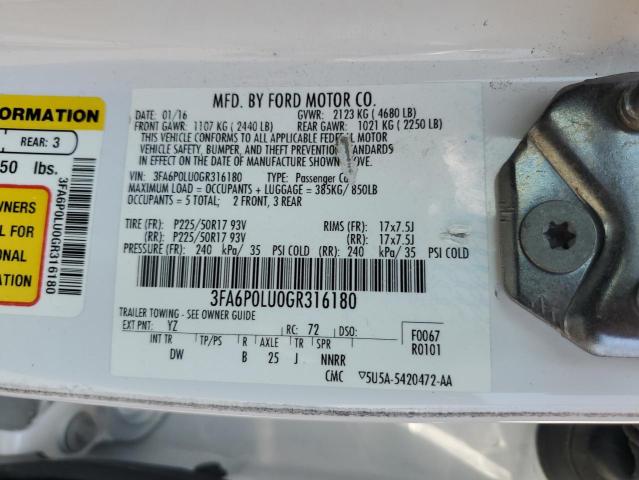 ORMATION
REAR: 3
50 lbs.
3FA6P0LU0GR316180
WNERS
L FOR
ONAL
ATION
MFD. BY FORD MOTOR CO.
DATE: 01/16 GVWR: 2123 KG ( 4680 LB)
FRONT GAWR: 1107 KG ( 2440 LB) REAR GAWR: 1021 KG ( 2250 LB)
THIS VEHICLE CONFORMS TO ALL APPLICABLE FEDERAL MOTOR
VEHICLE SAFETY, BUMPER, AND THEFT PREVENTION STANDARDS
IN EFFECT ON THE DATE OF MANUFACTURE SHOWN ABOVE.
VIN: 3FA6P0LU0GR316180 TYPE: Passenger Ca
MAXIMUM LOAD = OCCUPANTS + LUGGAGE = 385KG/ 850LB
OCCUPANTS = 5 TOTAL; 2 FRONT, 3 REAR
TIRE (FR): P225/50R17 93V RIMS (FR): 17x7.5J
(RR): P225/50R17 93V (RR): 17x7.5J
PRESSURE (FR): 240 kPa/ 35 PSI COLD (RR): 240 kPa/ 35 PSI COLD
3FA6P0LU0GR316180
TRAILER TOWING - SEE OWNER GUIDE
EXT PNT: YZ RC: 72 DSO: F0067
INT TR TP/PS R AXLE TR SPR R0101
DW B 25 J NNRR
CMC ▽5U5A-5420472-AA